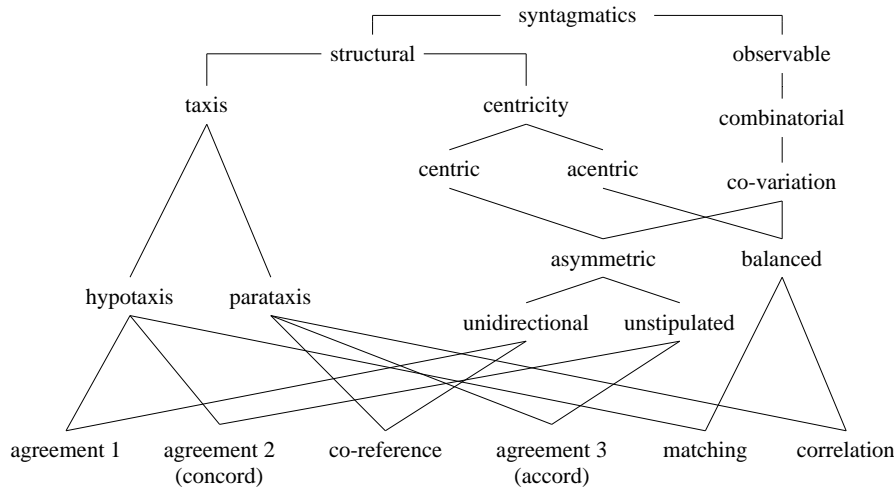 syntagmatics
structural
observable
taxis
centricity
combinatorial
centric
acentric
co-variation
asymmetric
balanced
hypotaxis
parataxis
unidirectional
unstipulated
agreement 1
agreement 2
(concord)
co-reference
agreement 3
(accord)
matching
correlation